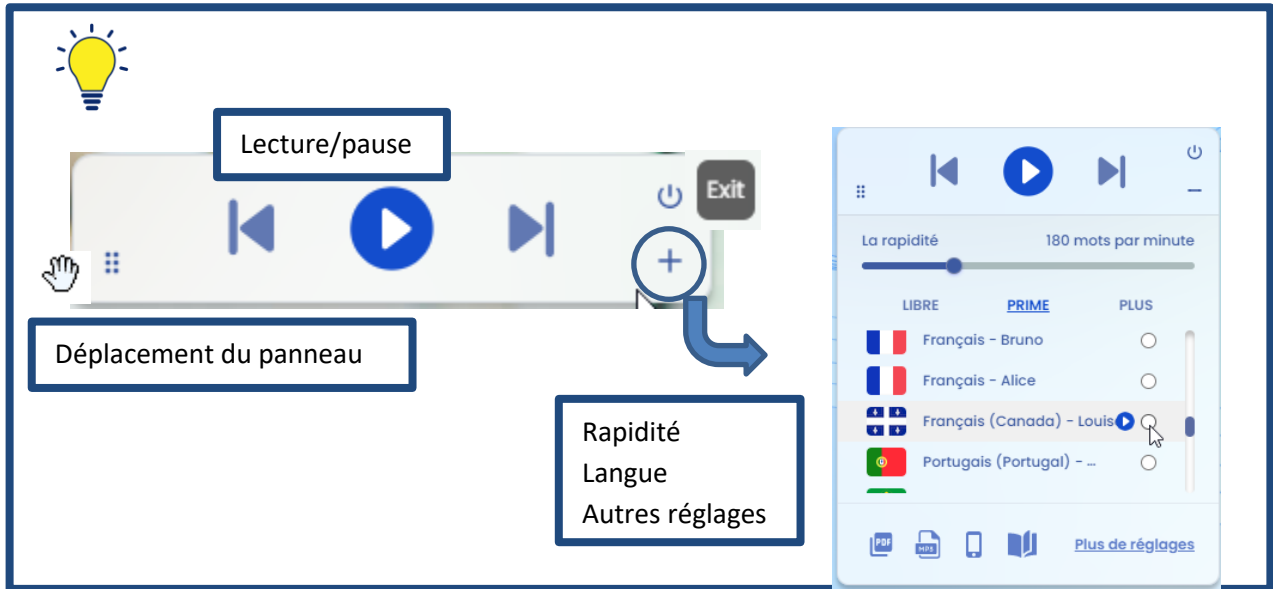 Lecture/pause
Exit
Déplacement du panneau
Rapidité
Langue
Autres réglages
La rapidité 180 mots par minute
LIBRE PRIME PLUS
Français - Bruno
Français - Alice
Français (Canada) - Louis
Portugais (Portugal) - ...
PDF MP3 Plus de réglages